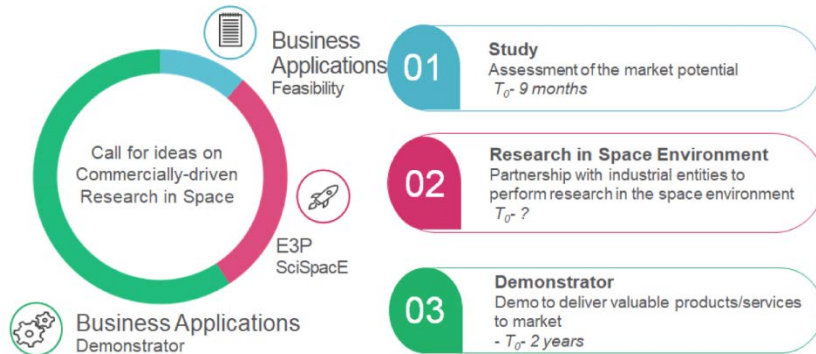 Business
Applications
Feasibility
Call for ideas on
Commercially-driven
Research in Space
E3P
SciSpacE
Business Applications
Demonstrator
01
Study
Assessment of the market potential
T0- 9 months
02
Research in Space Environment
Partnership with industrial entities to
perform research in the space environment
T0- ?
03
Demonstrator
Demo to deliver valuable products/services
to market
- T0- 2 years